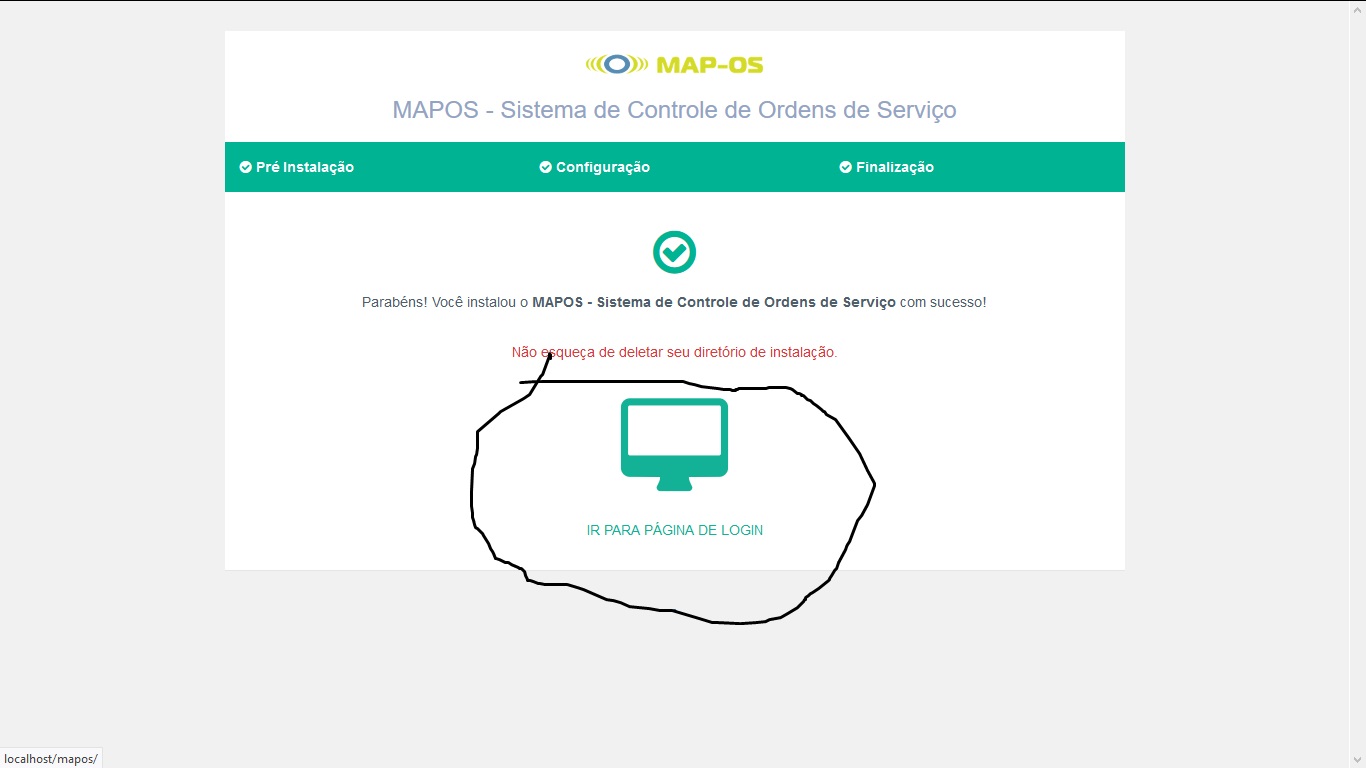 MAP-OS
MAPOS - Sistema de Controle de Ordens de Serviço
Pré Instalação
Configuração
Finalização
Parabéns! Você instalou o MAPOS - Sistema de Controle de Ordens de Serviço com sucesso!
Não esqueça de deletar seu diretório de instalação.
IR PARA PÁGINA DE LOGIN
localhost/mapos/